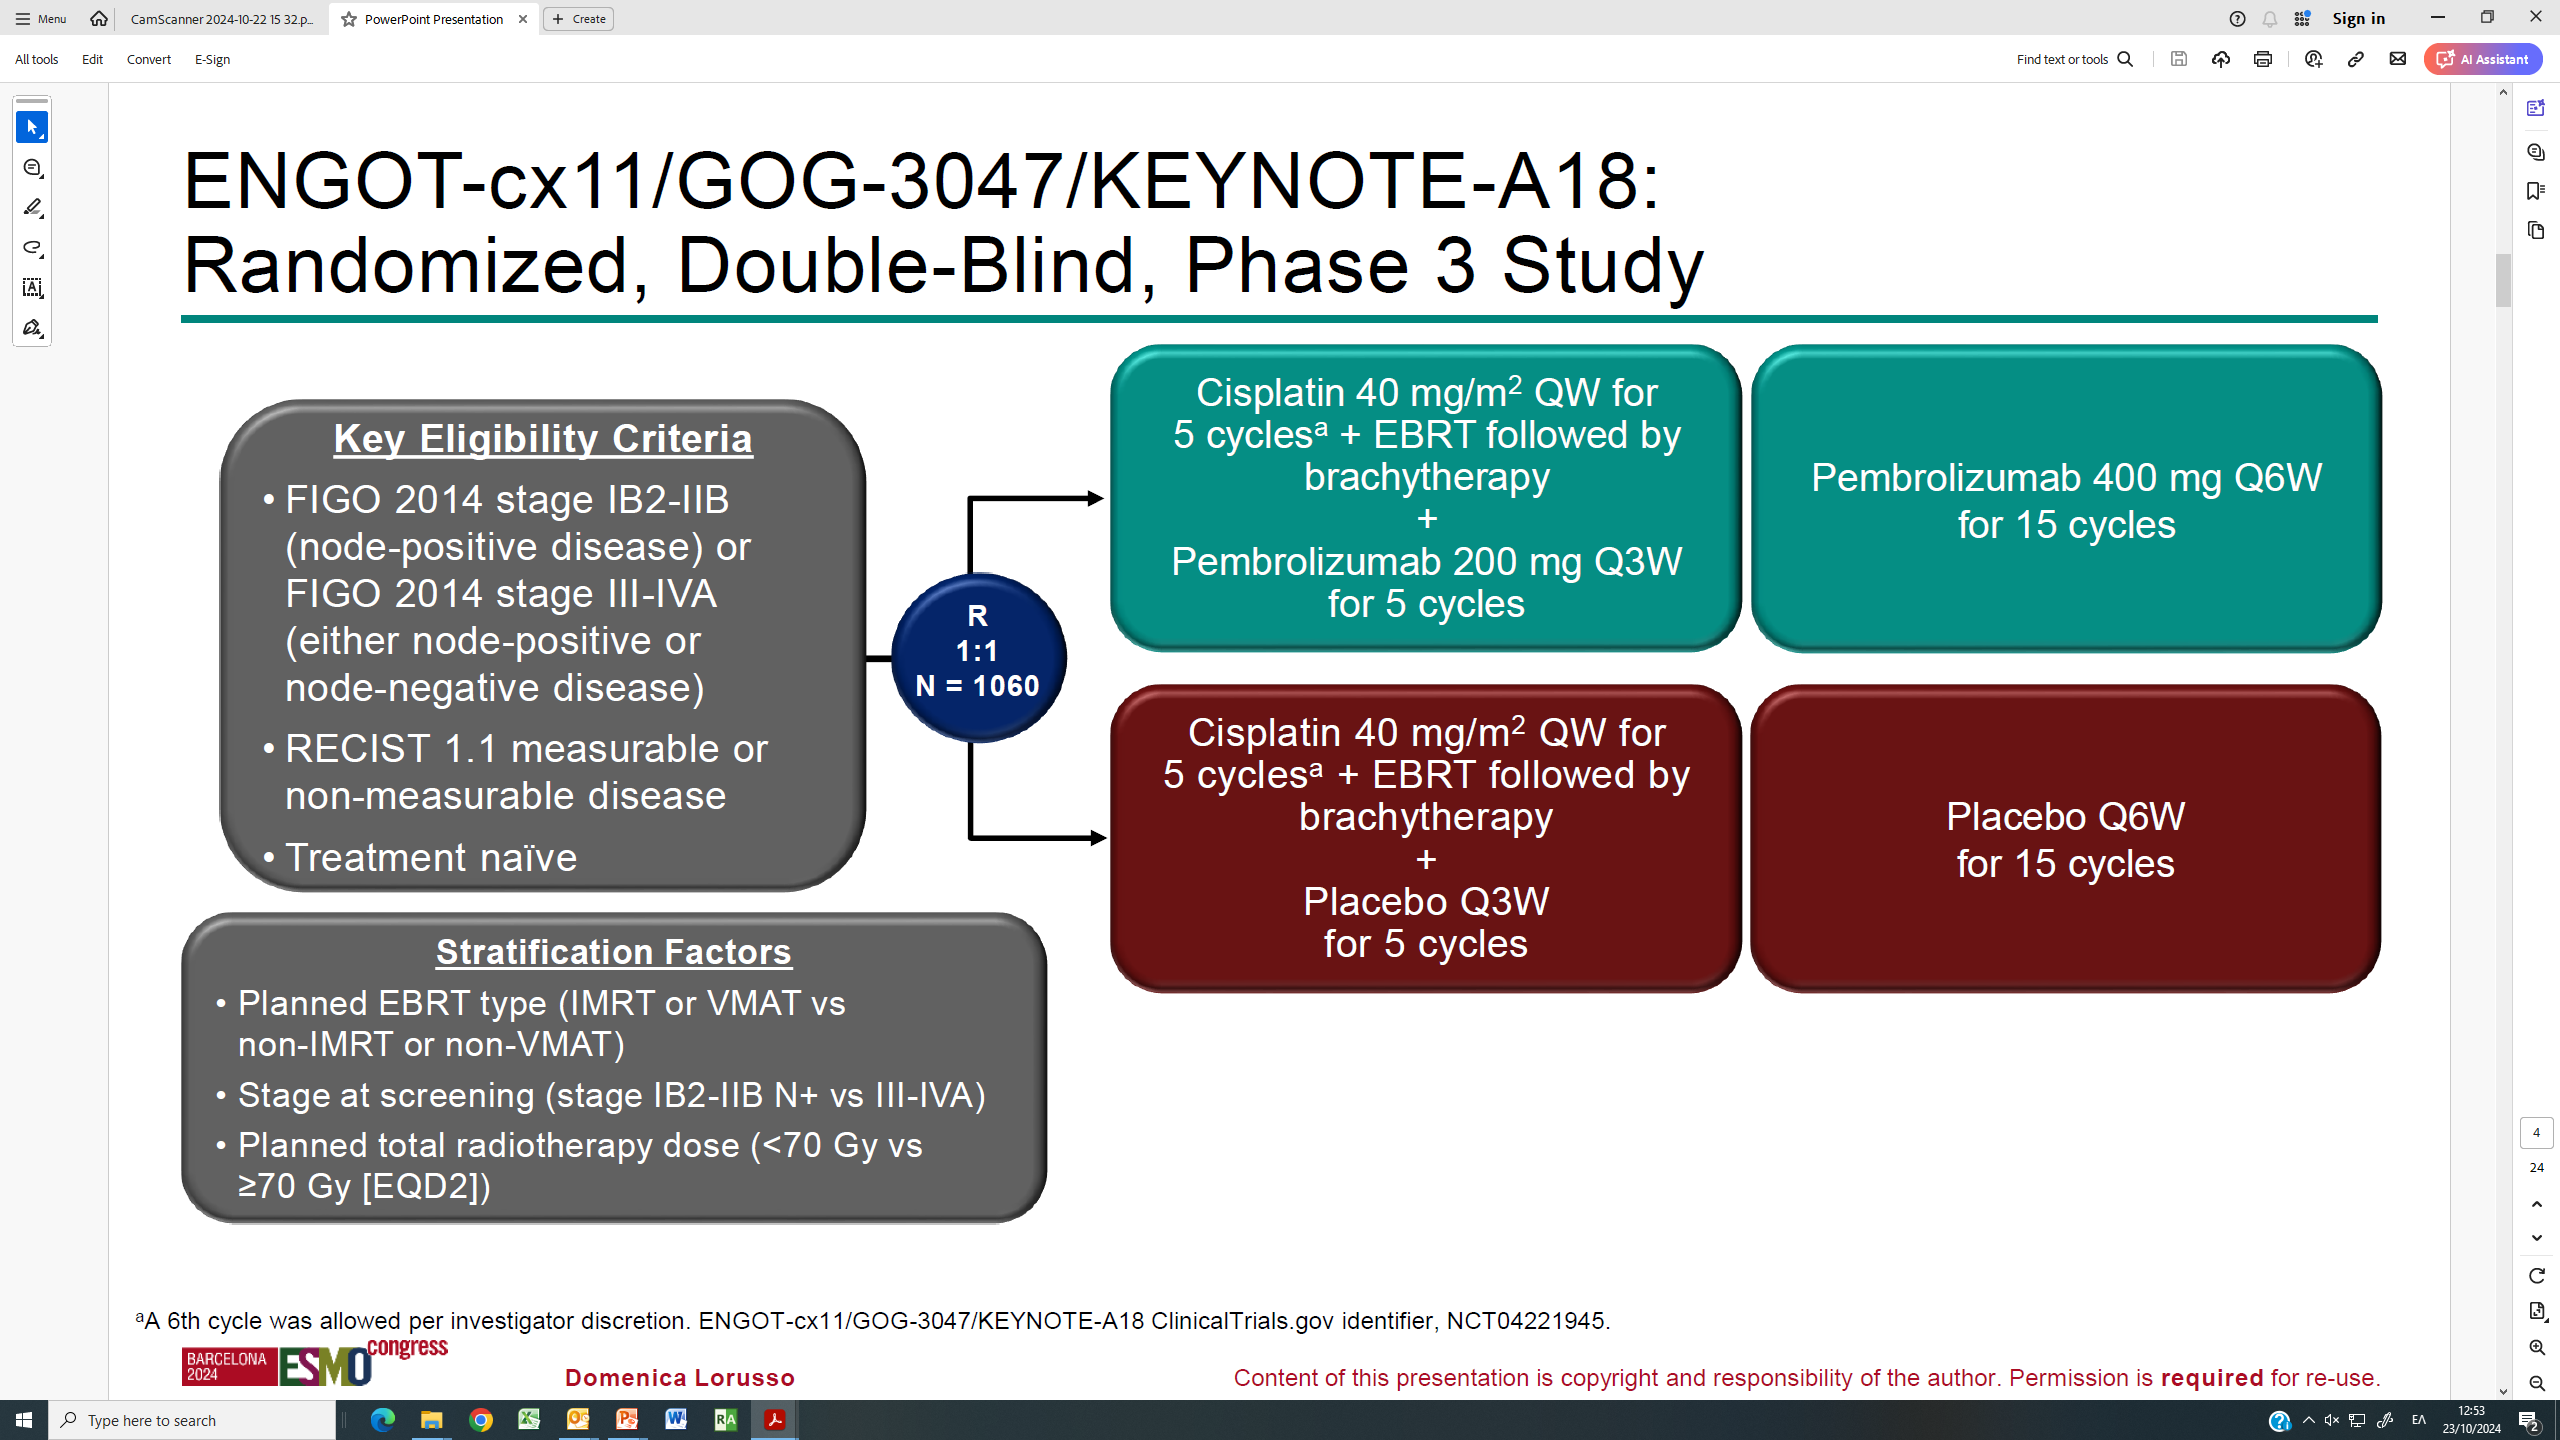 Menu
CamScanner 2024-10-22 15 32.p...
PowerPoint Presentation
Create
Sign in
All tools
Edit
Convert
E-Sign
Find text or tools
AI Assistant
ENGOT-cx11/GOG-3047/KEYNOTE-A18:
Randomized, Double-Blind, Phase 3 Study
Key Eligibility Criteria
• FIGO 2014 stage IB2-IIB
(node-positive disease) or
FIGO 2014 stage III-IVA
(either node-positive or
node-negative disease)
• RECIST 1.1 measurable or
non-measurable disease
• Treatment naïve
Stratification Factors
• Planned EBRT type (IMRT or VMAT vs
non-IMRT or non-VMAT)
• Stage at screening (stage IB2-IIB N+ vs III-IVA)
• Planned total radiotherapy dose (<70 Gy vs
≥70 Gy [EQD2])
R
1:1
N = 1060
Cisplatin 40 mg/m² QW for
5 cyclesᵃ + EBRT followed by
brachytherapy
+
Pembrolizumab 200 mg Q3W
for 5 cycles
Pembrolizumab 400 mg Q6W
for 15 cycles
Cisplatin 40 mg/m² QW for
5 cyclesᵃ + EBRT followed by
brachytherapy
+
Placebo Q3W
for 5 cycles
Placebo Q6W
for 15 cycles
ᵃA 6th cycle was allowed per investigator discretion. ENGOT-cx11/GOG-3047/KEYNOTE-A18 ClinicalTrials.gov identifier, NCT04221945.
BARCELONA
2024
ESMO congress
Domenica Lorusso
Content of this presentation is copyright and responsibility of the author. Permission is required for re-use.
4
24
Type here to search
RA
ΕΛ
12:53
23/10/2024
2